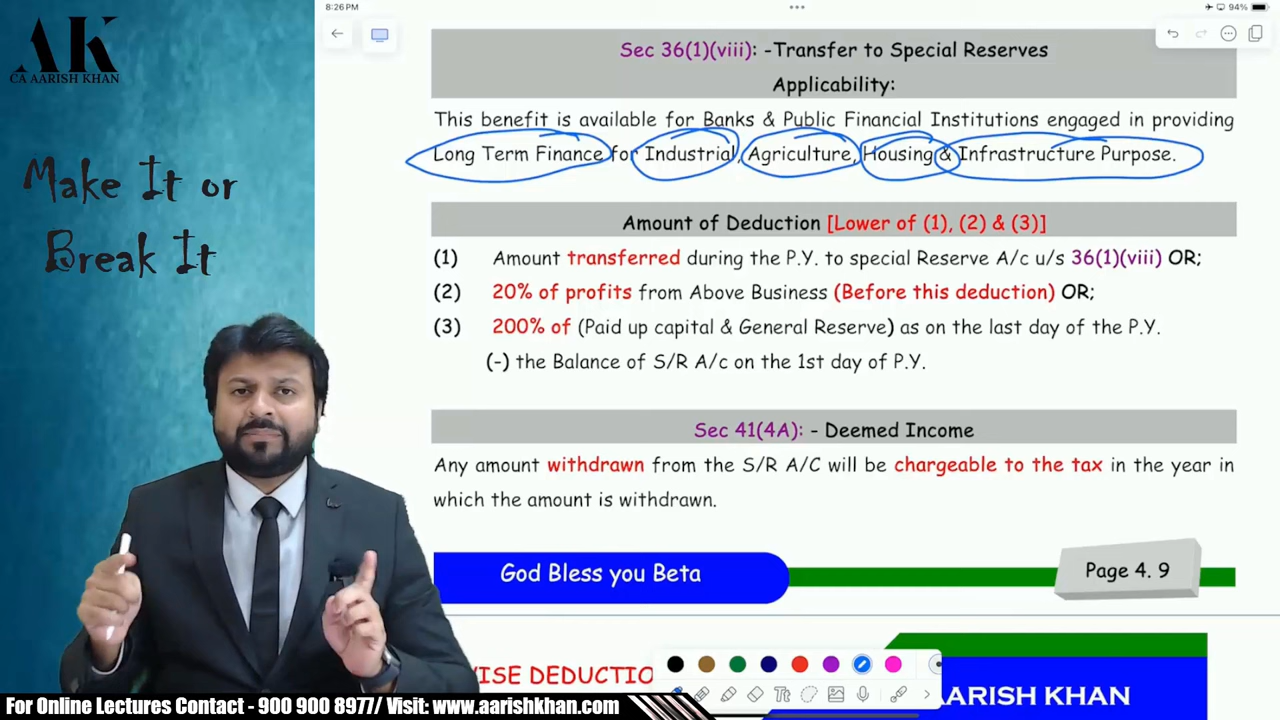 8:26 PM
94%
AK
CA AARISH KHAN
Make It or
Break It
Sec 36(1)(viii): -Transfer to Special Reserves
Applicability:
This benefit is available for Banks & Public Financial Institutions engaged in providing
Long Term Finance for Industrial, Agriculture, Housing & Infrastructure Purpose.
Amount of Deduction [Lower of (1), (2) & (3)]
(1) Amount transferred during the P.Y. to special Reserve A/c u/s 36(1)(viii) OR;
(2) 20% of profits from Above Business (Before this deduction) OR;
(3) 200% of (Paid up capital & General Reserve) as on the last day of the P.Y.
(-) the Balance of S/R A/c on the 1st day of P.Y.
Sec 41(4A): - Deemed Income
Any amount withdrawn from the S/R A/C will be chargeable to the tax in the year in
which the amount is withdrawn.
God Bless you Beta
Page 4. 9
WISE DEDUCTIO
Tt
AARISH KHAN
For Online Lectures Contact - 900 900 8977/ Visit: www.aarishkhan.com